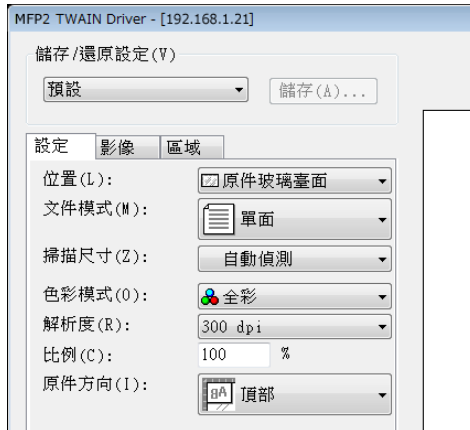 MFP2 TWAIN Driver - [192.168.1.21]
儲存/還原設定(V)
預設 儲存(A)...
設定 影像 區域
位置(L): 原件玻璃臺面
文件模式(M): 單面
掃描尺寸(Z): 自動偵測
色彩模式(O): 全彩
解析度(R): 300 dpi
比例(C): 100 %
原件方向(I): 頂部